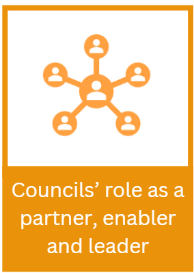 Councils’ role as a
partner, enabler
and leader